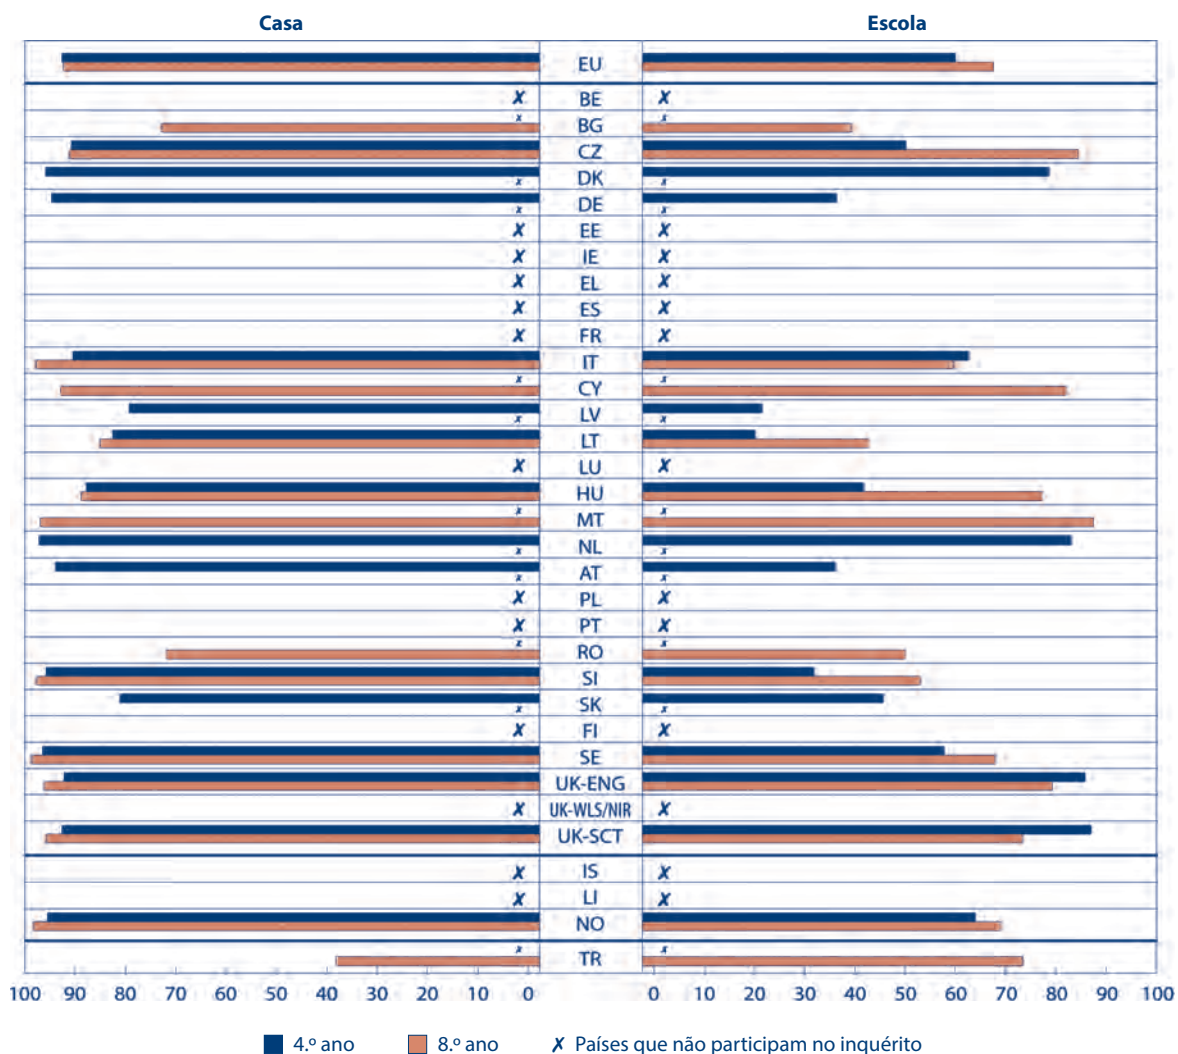 Casa Escola
EU
✗ BE ✗
✗ BG ✗
CZ
✗ DK ✗
✗ DE ✗
✗ EE ✗
✗ IE ✗
✗ EL ✗
✗ ES ✗
✗ FR ✗
IT
✗ CY ✗
✗ LV ✗
LT
✗ LU ✗
HU
✗ MT ✗
✗ NL ✗
✗ AT ✗
✗ PL ✗
✗ PT ✗
✗ RO ✗
SI
✗ SK ✗
✗ FI ✗
SE
UK-ENG
✗ UK-WLS/NIR ✗
UK-SCT
✗ IS ✗
✗ LI ✗
NO
✗ TR ✗
100 90 80 70 60 50 40 30 20 10 0 0 10 20 30 40 50 60 70 80 90 100
4.º ano 8.º ano ✗ Países que não participam no inquérito